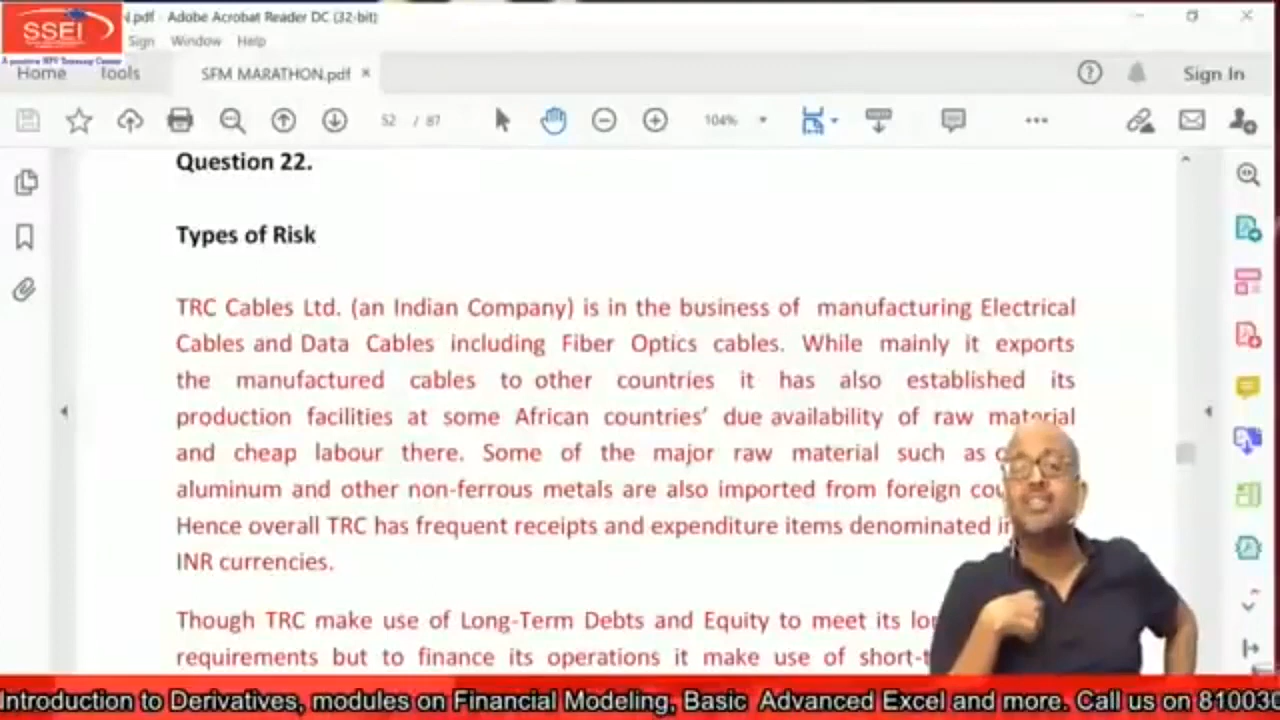 SSEI
.pdf - Adobe Acrobat Reader DC (32-bit)
Sign Window Help
Home Tools SFM MARATHON.pdf
52 / 87 104% Sign In
Question 22.
Types of Risk
TRC Cables Ltd. (an Indian Company) is in the business of manufacturing Electrical
Cables and Data Cables including Fiber Optics cables. While mainly it exports
the manufactured cables to other countries it has also established its
production facilities at some African countries' due availability of raw material
and cheap labour there. Some of the major raw material such as
aluminum and other non-ferrous metals are also imported from foreign
Hence overall TRC has frequent receipts and expenditure items denominated
INR currencies.
Though TRC make use of Long-Term Debts and Equity to meet its
requirements but to finance its operations it make use of
Introduction to Derivatives, modules on Financial Modeling, Basic Advanced Excel and more. Call us on